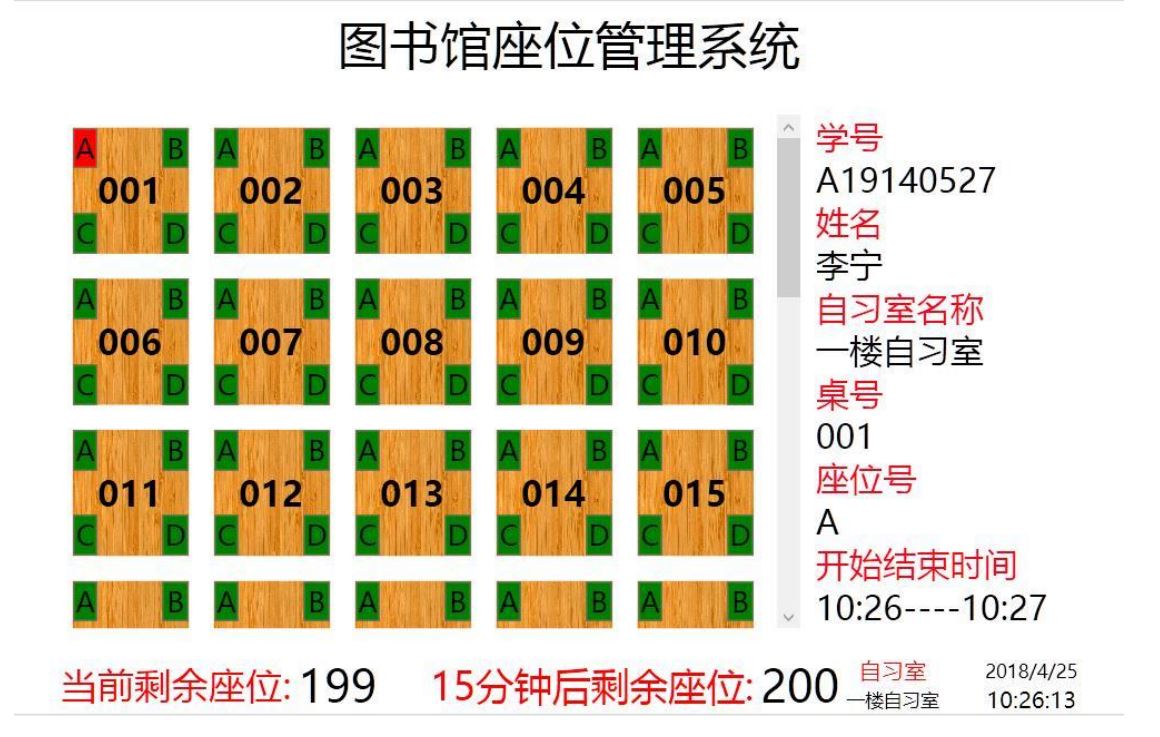 图书馆座位管理系统
A B A B A B A B A B
001 002 003 004 005
C D C D C D C D C D
A B A B A B A B A B
006 007 008 009 010
C D C D C D C D C D
A B A B A B A B A B
011 012 013 014 015
C D C D C D C D C D
A B A B A B A B A B
学号
A19140527
姓名
李宁
自习室名称
一楼自习室
桌号
001
座位号
A
开始结束时间
10:26----10:27
当前剩余座位: 199 15分钟后剩余座位: 200
自习室 2018/4/25
一楼自习室 10:26:13